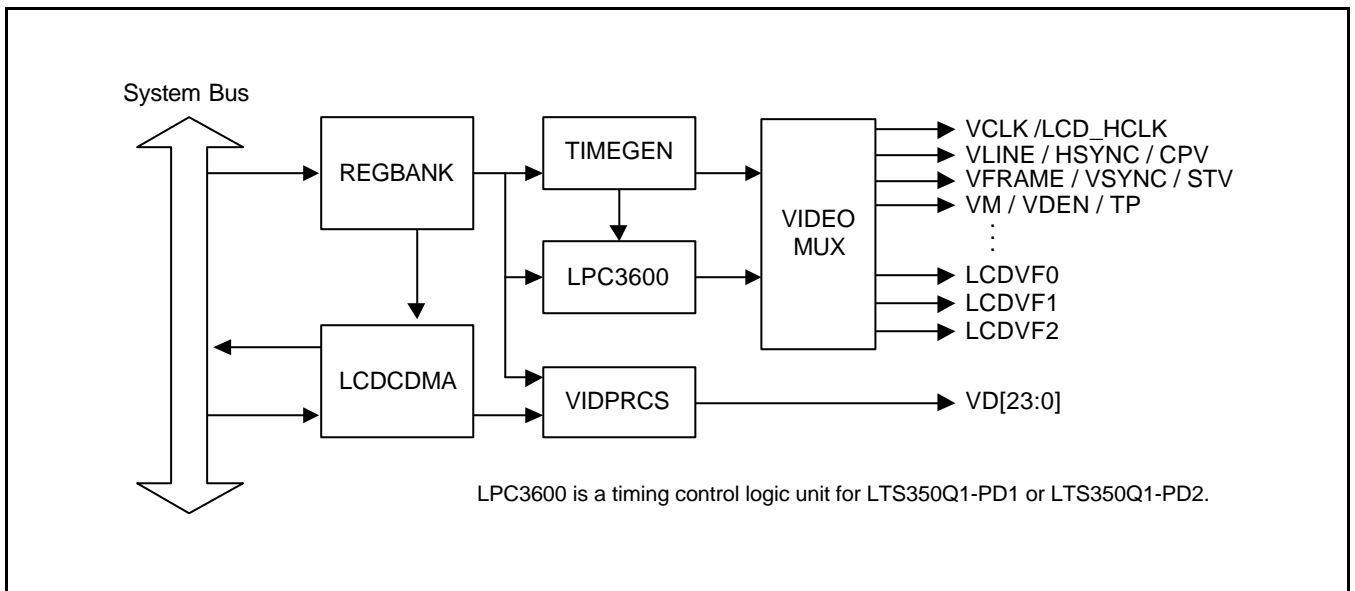 System Bus
REGBANK
LCDCDMA
TIMEGEN
LPC3600
VIDPRCS
VIDEO
MUX
VCLK /LCD_HCLK
VLINE / HSYNC / CPV
VFRAME / VSYNC / STV
VM / VDEN / TP
LCDVF0
LCDVF1
LCDVF2
VD[23:0]
LPC3600 is a timing control logic unit for LTS350Q1-PD1 or LTS350Q1-PD2.